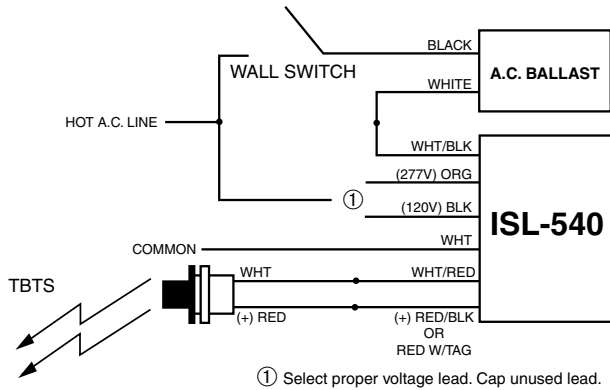 BLACK
WALL SWITCH
A.C. BALLAST
WHITE
HOT A.C. LINE
WHT/BLK
(277V) ORG
①
(120V) BLK
ISL-540
WHT
COMMON
TBTS
WHT
WHT/RED
(+) RED
(+) RED/BLK
OR
RED W/TAG
① Select proper voltage lead. Cap unused lead.